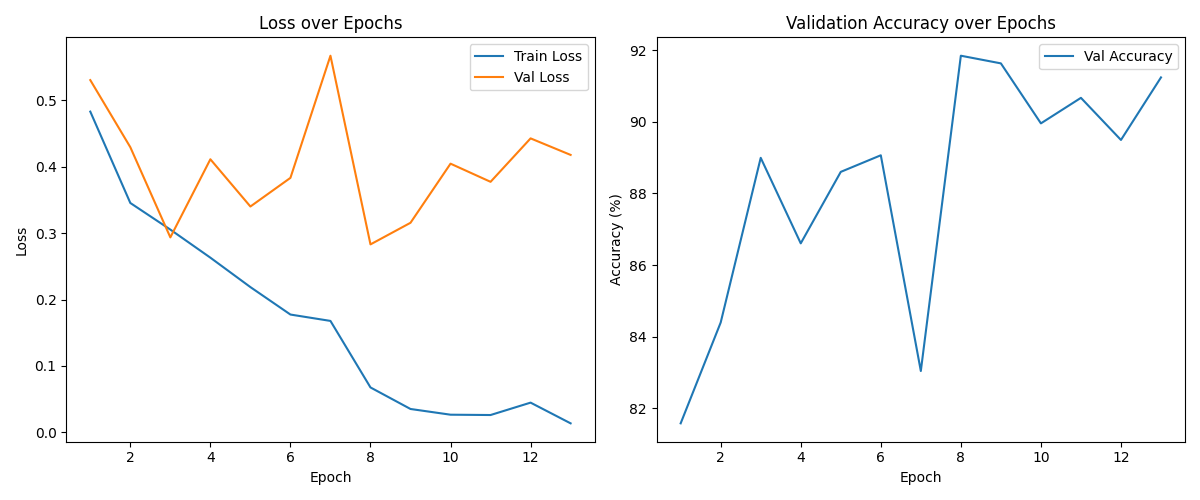 Loss over Epochs
Train Loss
Val Loss
0.5
0.4
0.3
0.2
0.1
0.0
Loss
2 4 6 8 10 12
Epoch
Validation Accuracy over Epochs
Val Accuracy
92
90
88
86
84
82
Accuracy (%)
2 4 6 8 10 12
Epoch